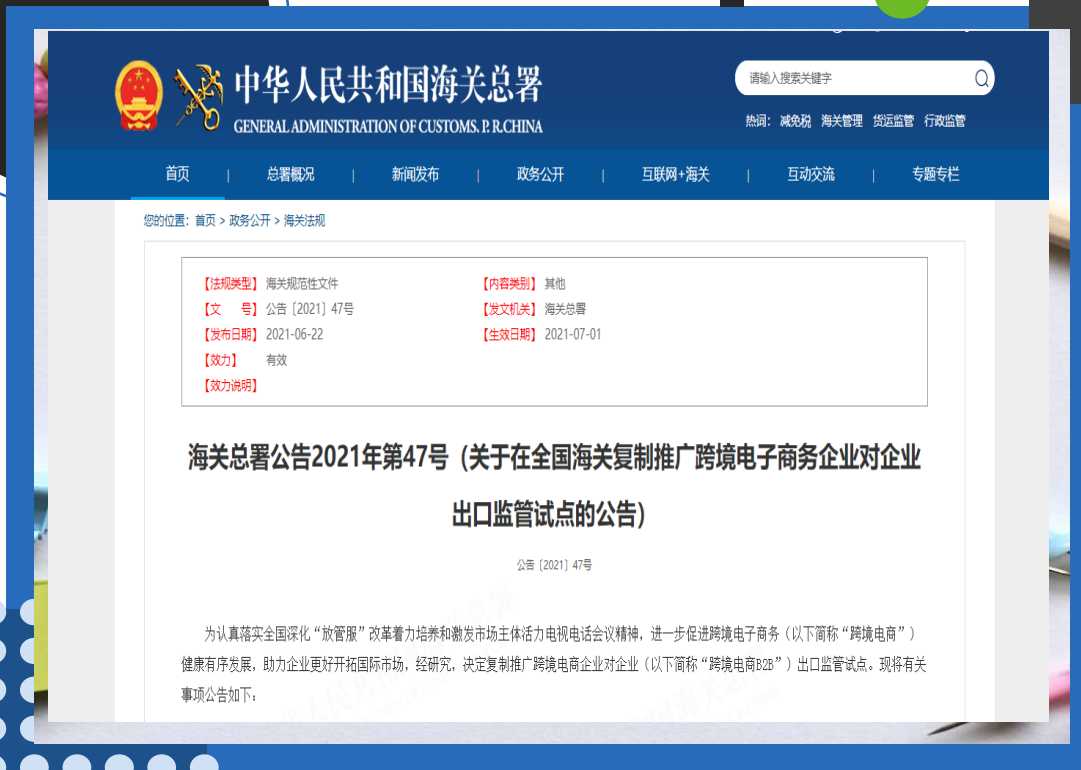 中华人民共和国海关总署
GENERAL ADMINISTRATION OF CUSTOMS. P. R.CHINA
请输入搜索关键字
热词： 减免税 海关管理 货运监管 行政监管
首页 | 总署概况 | 新闻发布 | 政务公开 | 互联网+海关 | 互动交流 | 专题专栏
您的位置：首页 > 政务公开 > 海关法规
【法规类型】 海关规范性文件 【内容类别】 其他
【文 号】 公告〔2021〕47号 【发文机关】 海关总署
【发布日期】 2021-06-22 【生效日期】 2021-07-01
【效力】 有效
【效力说明】
海关总署公告2021年第47号（关于在全国海关复制推广跨境电子商务企业对企业
出口监管试点的公告）
公告〔2021〕47号
为认真落实全国深化“放管服”改革着力培养和激发市场主体活力电视电话会议精神，进一步促进跨境电子商务（以下简称“跨境电商”）
健康有序发展，助力企业更好开拓国际市场，经研究，决定复制推广跨境电商企业对企业（以下简称“跨境电商B2B”）出口监管试点。现将有关
事项公告如下：